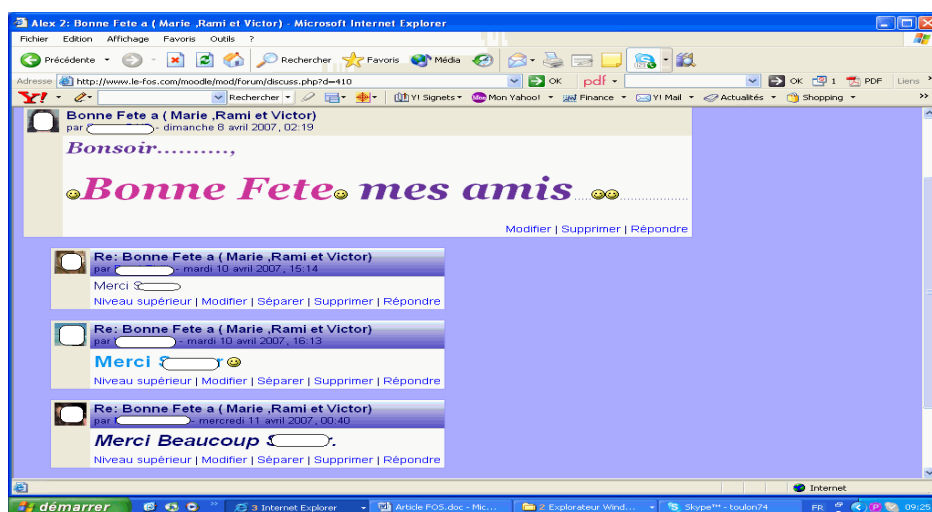 Alex 2: Bonne Fete a ( Marie ,Rami et Victor) - Microsoft Internet Explorer
Fichier Edition Affichage Favoris Outils ?
Précédente Rechercher Favoris Média
Adresse http://www.le-fos.com/moodle/mod/forum/discuss.php?d=410 OK pdf OK 1 PDF Liens »
Y! Rechercher Y! Signets Mon Yahoo! Finance Y! Mail Actualités Shopping »
Bonne Fete a ( Marie ,Rami et Victor)
par - dimanche 8 avril 2007, 02:19
Bonsoir..........,
Bonne Fete mes amis
Modifier | Supprimer | Répondre
Re: Bonne Fete a ( Marie ,Rami et Victor)
par - mardi 10 avril 2007, 15:14
Merci S
Niveau supérieur | Modifier | Séparer | Supprimer | Répondre
Re: Bonne Fete a ( Marie ,Rami et Victor)
par - mardi 10 avril 2007, 16:13
Merci
Niveau supérieur | Modifier | Séparer | Supprimer | Répondre
Re: Bonne Fete a ( Marie ,Rami et Victor)
par - mercredi 11 avril 2007, 00:40
Merci Beaucoup
Niveau supérieur | Modifier | Séparer | Supprimer | Répondre
Internet
démarrer » 3 Internet Explorer Article FOS.doc - Mic... 2 Explorateur Wind... Skype™ - toulon74 FR 09:25